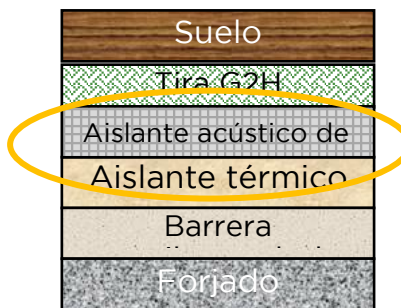 Suelo
Tira G2H
Aislante acústico de
Aislante térmico
Barrera
Forjado